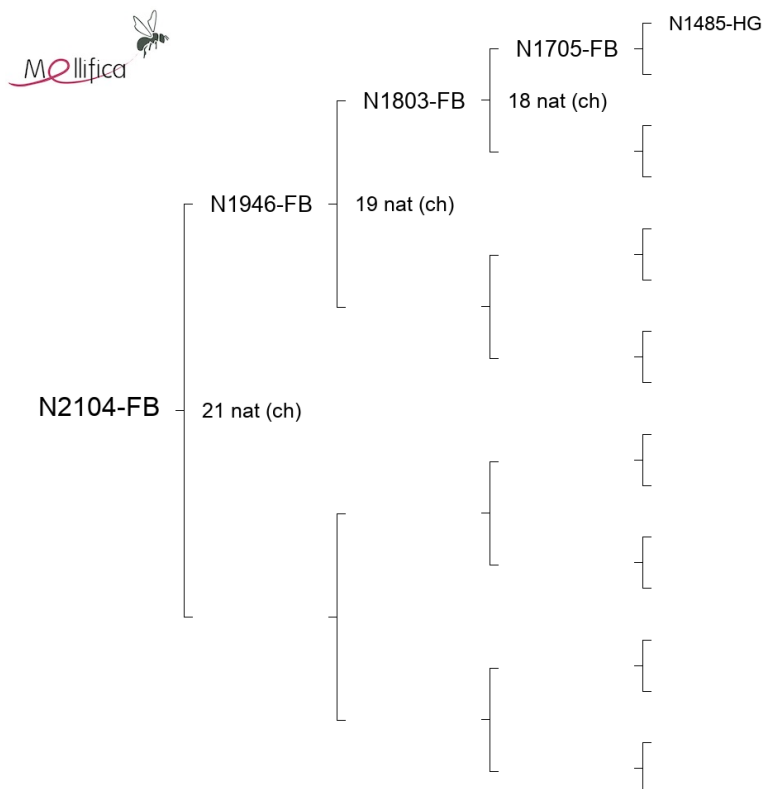 Mellifica
N1485-HG
N1705-FB
N1803-FB
18 nat (ch)
N1946-FB
19 nat (ch)
N2104-FB
21 nat (ch)